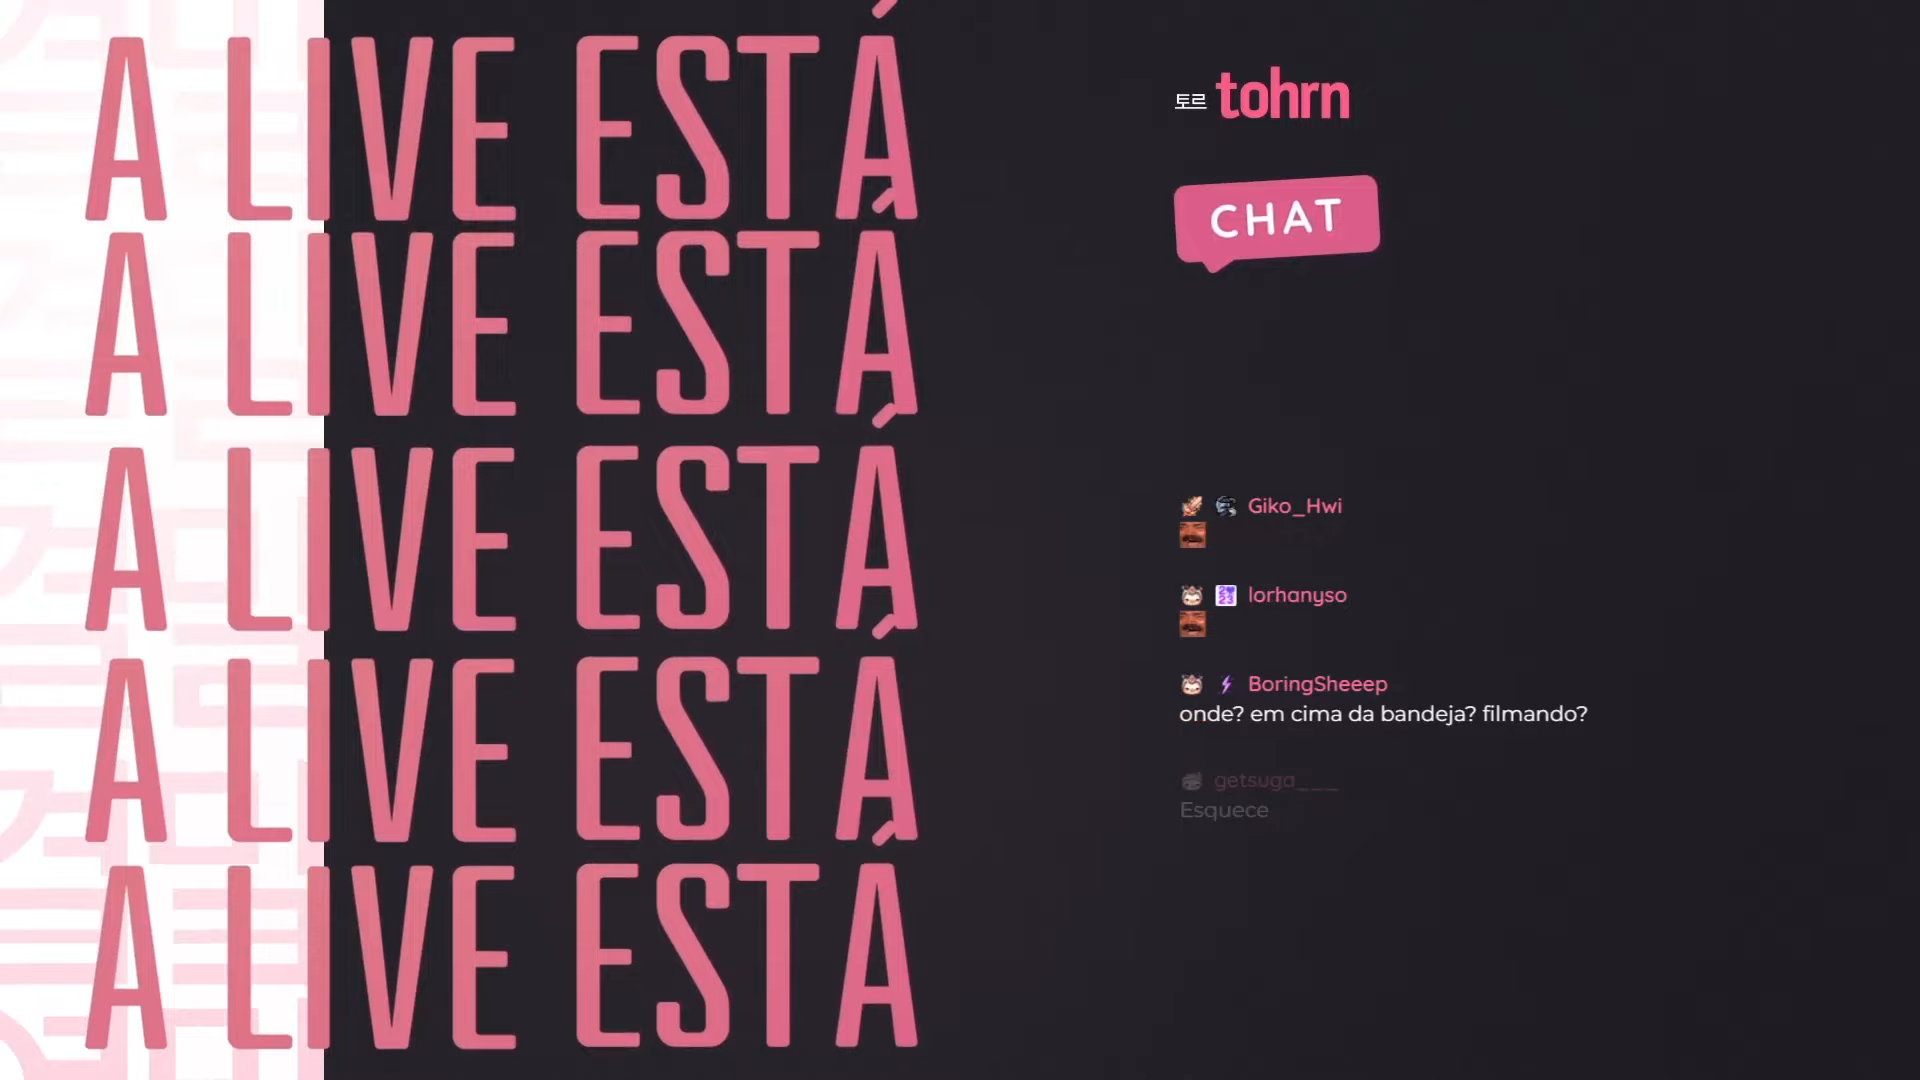 A LIVE ESTÁ
A LIVE ESTÁ
A LIVE ESTÁ
A LIVE ESTÁ
A LIVE ESTÁ
토르 tohrn
CHAT
Giko_Hwi
lorhanyso
BoringSheeep
onde? em cima da bandeja? filmando?
getsuga___
Esquece